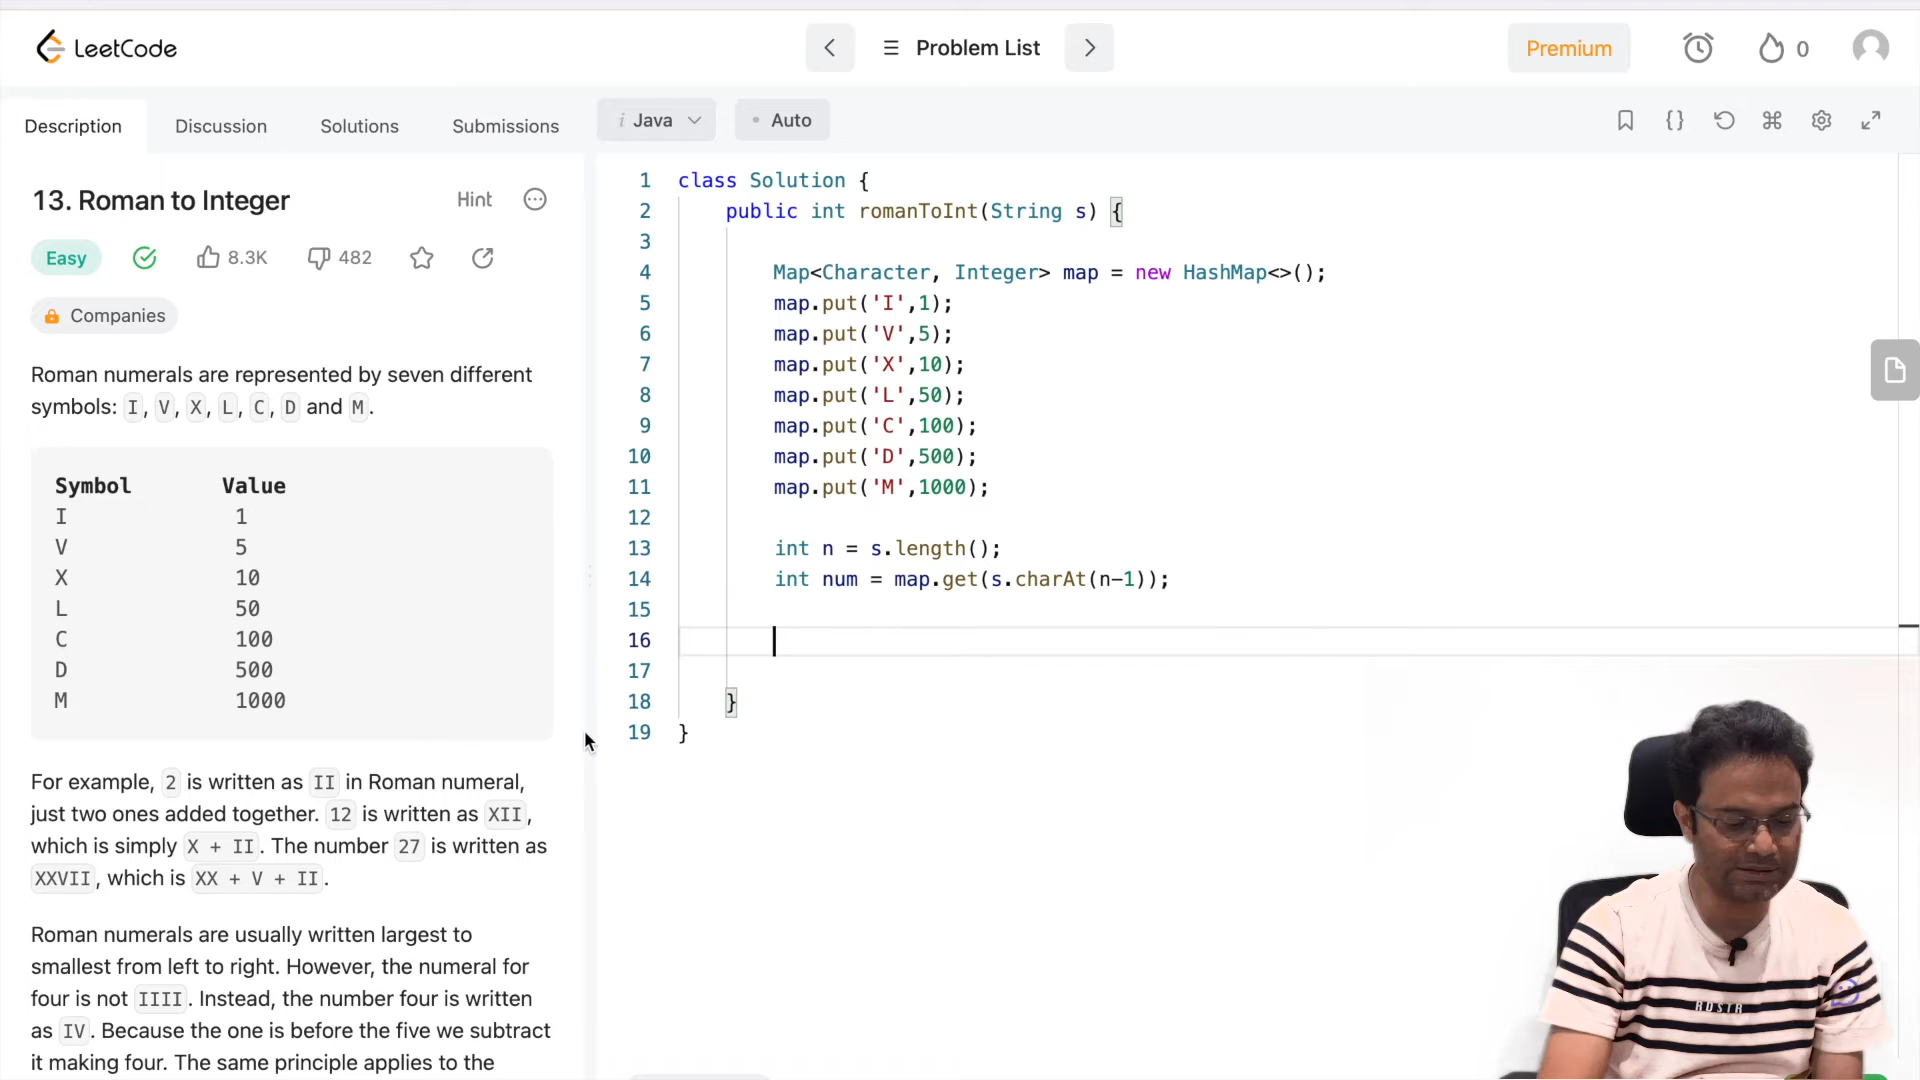 LeetCode
Problem List
Premium
0
Description
Discussion
Solutions
Submissions
i Java
Auto
13. Roman to Integer
Hint
Easy
8.3K
482
Companies
Roman numerals are represented by seven different
symbols: I, V, X, L, C, D and M.
Symbol Value
I 1
V 5
X 10
L 50
C 100
D 500
M 1000
For example, 2 is written as II in Roman numeral,
just two ones added together. 12 is written as XII,
which is simply X + II. The number 27 is written as
XXVII, which is XX + V + II.
Roman numerals are usually written largest to
smallest from left to right. However, the numeral for
four is not IIII. Instead, the number four is written
as IV. Because the one is before the five we subtract
it making four. The same principle applies to the
1 class Solution {
2 public int romanToInt(String s) {
3
4 Map<Character, Integer> map = new HashMap<>();
5 map.put('I',1);
6 map.put('V',5);
7 map.put('X',10);
8 map.put('L',50);
9 map.put('C',100);
10 map.put('D',500);
11 map.put('M',1000);
12
13 int n = s.length();
14 int num = map.get(s.charAt(n-1));
15
16
17
18 }
19 }